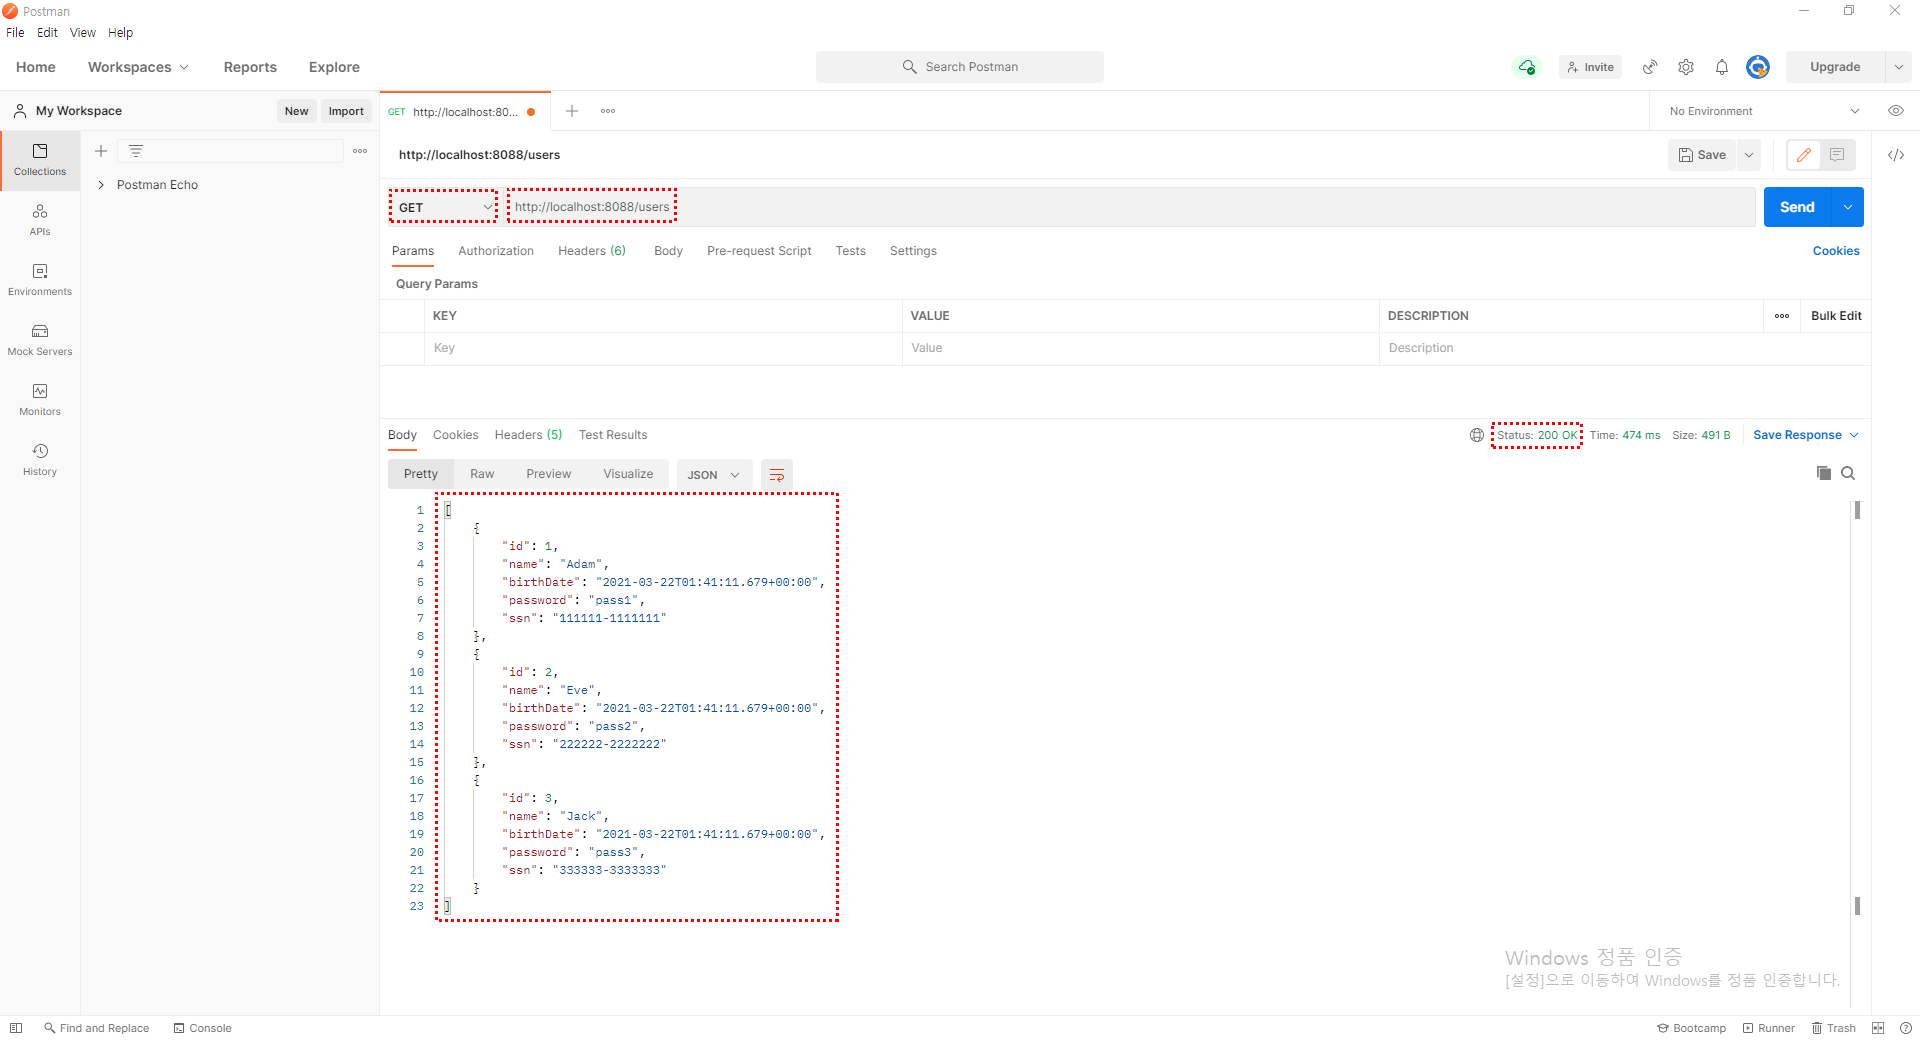 Postman
File Edit View Help
Home Workspaces Reports Explore
Search Postman
Invite
Upgrade
My Workspace
New
Import
GET http://localhost:80...
No Environment
Collections
http://localhost:8088/users
Save
</>
Postman Echo
APIs
GET
http://localhost:8088/users
Send
Params Authorization Headers (6) Body Pre-request Script Tests Settings
Cookies
Environments
Query Params
KEY VALUE DESCRIPTION Bulk Edit
Key Value Description
Mock Servers
Monitors
History
Body Cookies Headers (5) Test Results
Status: 200 OK Time: 474 ms Size: 491 B
Save Response
Pretty Raw Preview Visualize JSON
1 [
2 {
3 "id": 1,
4 "name": "Adam",
5 "birthDate": "2021-03-22T01:41:11.679+00:00",
6 "password": "pass1",
7 "ssn": "111111-1111111"
8 },
9 {
10 "id": 2,
11 "name": "Eve",
12 "birthDate": "2021-03-22T01:41:11.679+00:00",
13 "password": "pass2",
14 "ssn": "222222-2222222"
15 },
16 {
17 "id": 3,
18 "name": "Jack",
19 "birthDate": "2021-03-22T01:41:11.679+00:00",
20 "password": "pass3",
21 "ssn": "333333-3333333"
22 }
23 ]
Windows 정품 인증
[설정]으로 이동하여 Windows를 정품 인증합니다.
Find and Replace Console
Bootcamp Runner Trash